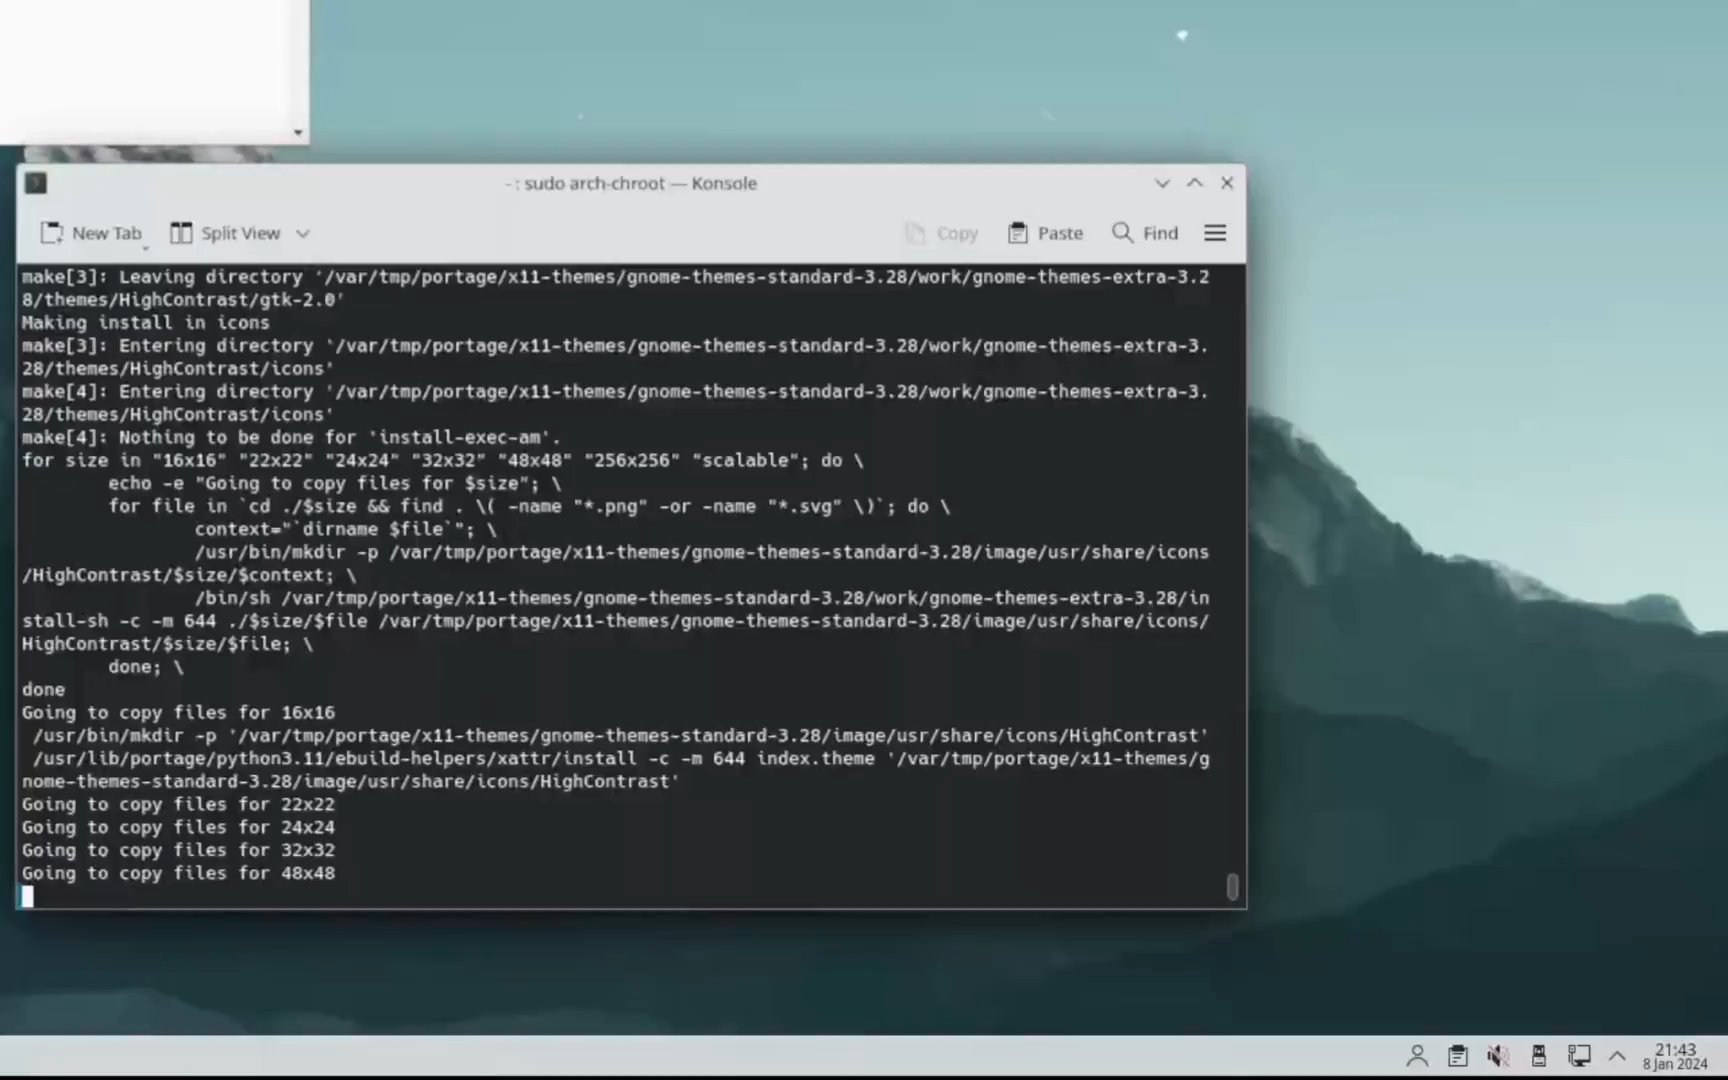 - : sudo arch-chroot — Konsole
New Tab
Split View
Copy
Paste
Find
make[3]: Leaving directory '/var/tmp/portage/x11-themes/gnome-themes-standard-3.28/work/gnome-themes-extra-3.2
8/themes/HighContrast/gtk-2.0'
Making install in icons
make[3]: Entering directory '/var/tmp/portage/x11-themes/gnome-themes-standard-3.28/work/gnome-themes-extra-3.
28/themes/HighContrast/icons'
make[4]: Entering directory '/var/tmp/portage/x11-themes/gnome-themes-standard-3.28/work/gnome-themes-extra-3.
28/themes/HighContrast/icons'
make[4]: Nothing to be done for 'install-exec-am'.
for size in "16x16" "22x22" "24x24" "32x32" "48x48" "256x256" "scalable"; do \
echo -e "Going to copy files for $size"; \
for file in `cd ./$size && find . \( -name "*.png" -or -name "*.svg" \)`; do \
context="`dirname $file`"; \
/usr/bin/mkdir -p /var/tmp/portage/x11-themes/gnome-themes-standard-3.28/image/usr/share/icons
/HighContrast/$size/$context; \
/bin/sh /var/tmp/portage/x11-themes/gnome-themes-standard-3.28/work/gnome-themes-extra-3.28/in
stall-sh -c -m 644 ./$size/$file /var/tmp/portage/x11-themes/gnome-themes-standard-3.28/image/usr/share/icons/
HighContrast/$size/$file; \
done; \
done
Going to copy files for 16x16
/usr/bin/mkdir -p '/var/tmp/portage/x11-themes/gnome-themes-standard-3.28/image/usr/share/icons/HighContrast'
/usr/lib/portage/python3.11/ebuild-helpers/xattr/install -c -m 644 index.theme '/var/tmp/portage/x11-themes/g
nome-themes-standard-3.28/image/usr/share/icons/HighContrast'
Going to copy files for 22x22
Going to copy files for 24x24
Going to copy files for 32x32
Going to copy files for 48x48
21:43
8 Jan 2024